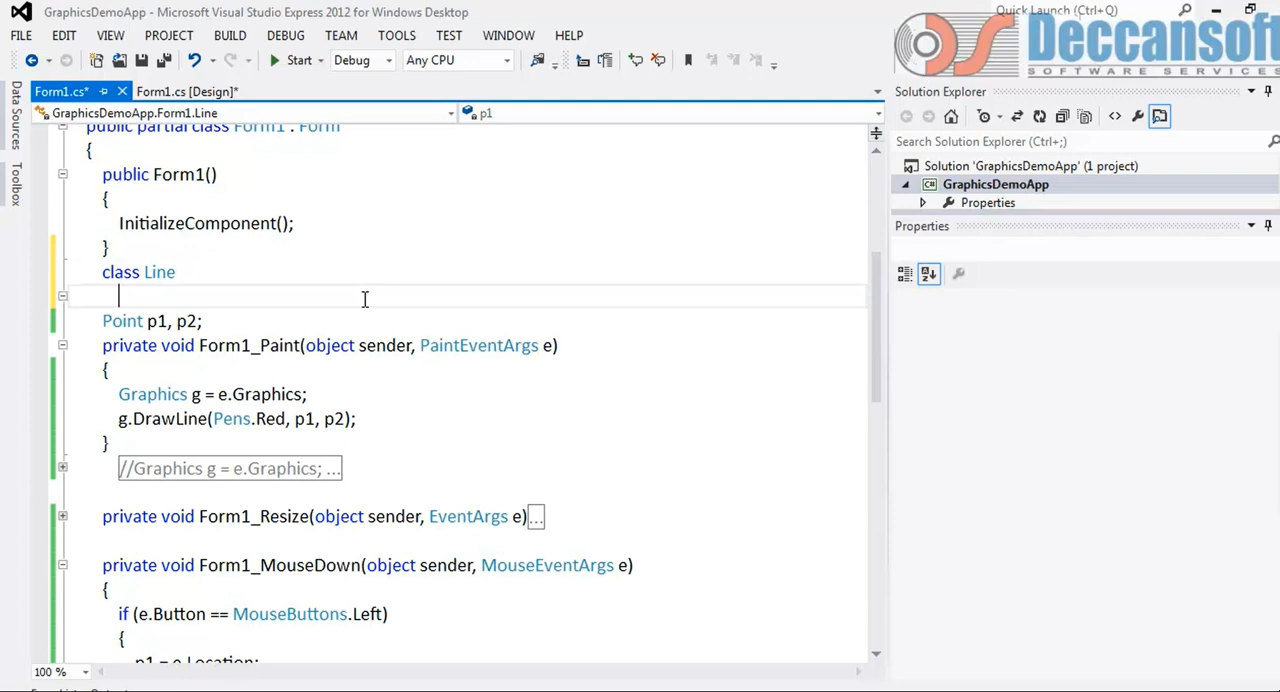 GraphicsDemoApp - Microsoft Visual Studio Express 2012 for Windows Desktop
Quick Launch (Ctrl+Q)
FILE EDIT VIEW PROJECT BUILD DEBUG TEAM TOOLS TEST WINDOW HELP
Deccansoft
SOFTWARE SERVICES
Start Debug Any CPU
Form1.cs* Form1.cs [Design]*
Solution Explorer
GraphicsDemoApp.Form1.Line p1
Data Sources
Toolbox
public partial class Form1 : Form
{
public Form1()
{
InitializeComponent();
}
class Line
Point p1, p2;
private void Form1_Paint(object sender, PaintEventArgs e)
{
Graphics g = e.Graphics;
g.DrawLine(Pens.Red, p1, p2);
}
//Graphics g = e.Graphics; ...
private void Form1_Resize(object sender, EventArgs e)...
private void Form1_MouseDown(object sender, MouseEventArgs e)
{
if (e.Button == MouseButtons.Left)
{
p1 = e.Location;
100 %
Search Solution Explorer (Ctrl+;)
Solution 'GraphicsDemoApp' (1 project)
C# GraphicsDemoApp
Properties
Properties